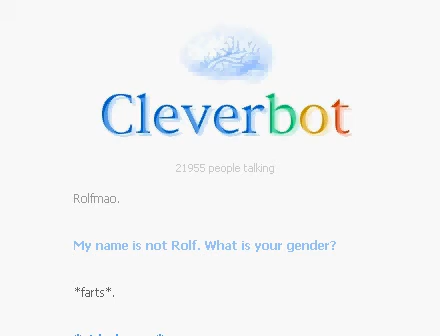 Cleverbot
21955 people talking
Rolfmao.
My name is not Rolf. What is your gender?
*farts*.